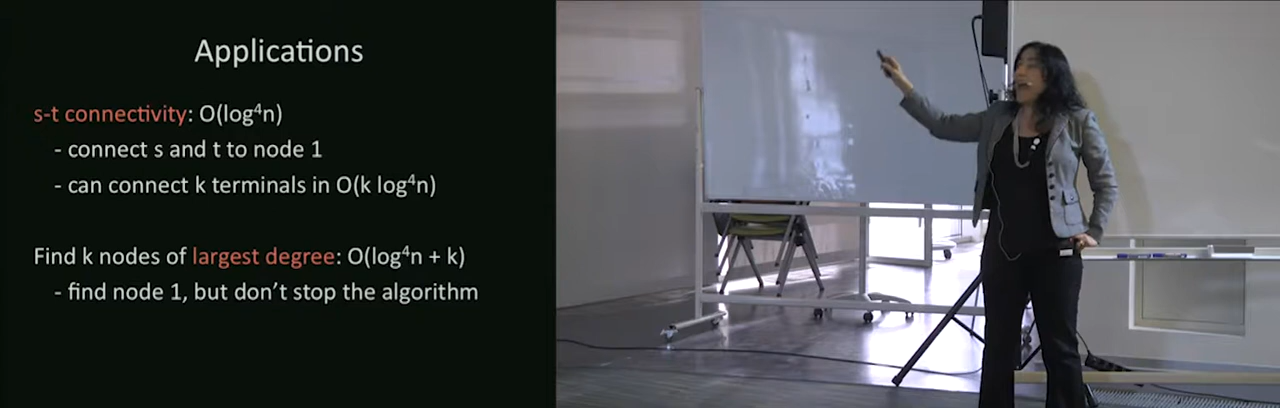 Applications
s-t connectivity: O(log⁴n)
- connect s and t to node 1
- can connect k terminals in O(k log⁴n)
Find k nodes of largest degree: O(log⁴n + k)
- find node 1, but don't stop the algorithm